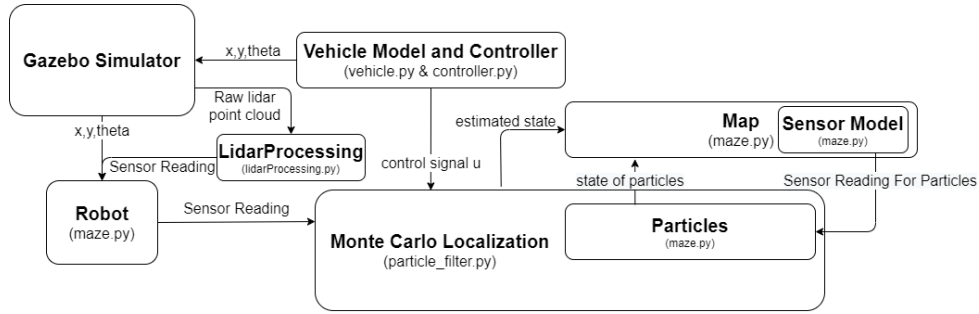 Gazebo Simulator
x,y,theta
Vehicle Model and Controller
(vehicle.py & controller.py)
Raw lidar
point cloud
x,y,theta
estimated state
Map
(maze.py)
Sensor Model
(maze.py)
LidarProcessing
(lidarProcessing.py)
Sensor Reading
control signal u
state of particles
Sensor Reading For Particles
Robot
(maze.py)
Sensor Reading
Monte Carlo Localization
(particle_filter.py)
Particles
(maze.py)